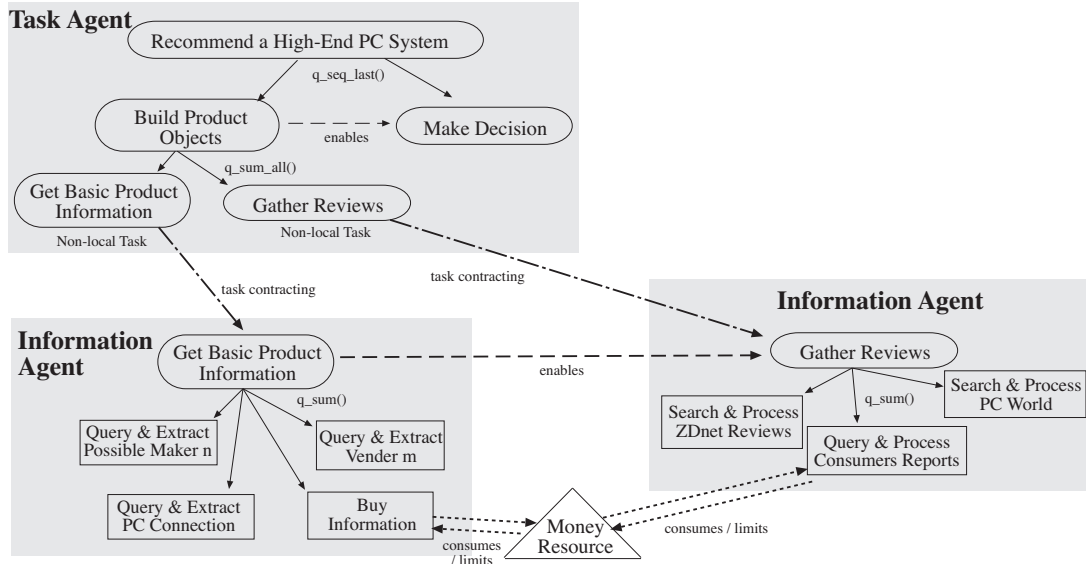 Task Agent
Recommend a High-End PC System
q_seq_last()
Build Product
Objects
enables
Make Decision
q_sum_all()
Get Basic Product
Information
Gather Reviews
Non-local Task
Non-local Task
task contracting
task contracting
Information Agent
Information
Agent
Get Basic Product
Information
enables
Gather Reviews
q_sum()
q_sum()
Search & Process
PC World
Search & Process
ZDnet Reviews
Query & Extract
Possible Maker n
Query & Extract
Vender m
Query & Process
Consumers Reports
Query & Extract
PC Connection
Buy
Information
Money
Resource
consumes / limits
consumes
/ limits